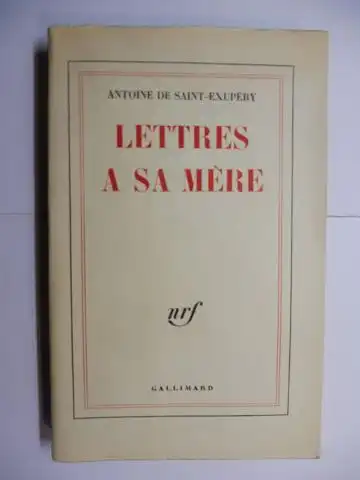 ANTOINE DE SAINT-EXUPÉRY
LETTRES
A SA MÈRE
nrf
GALLIMARD